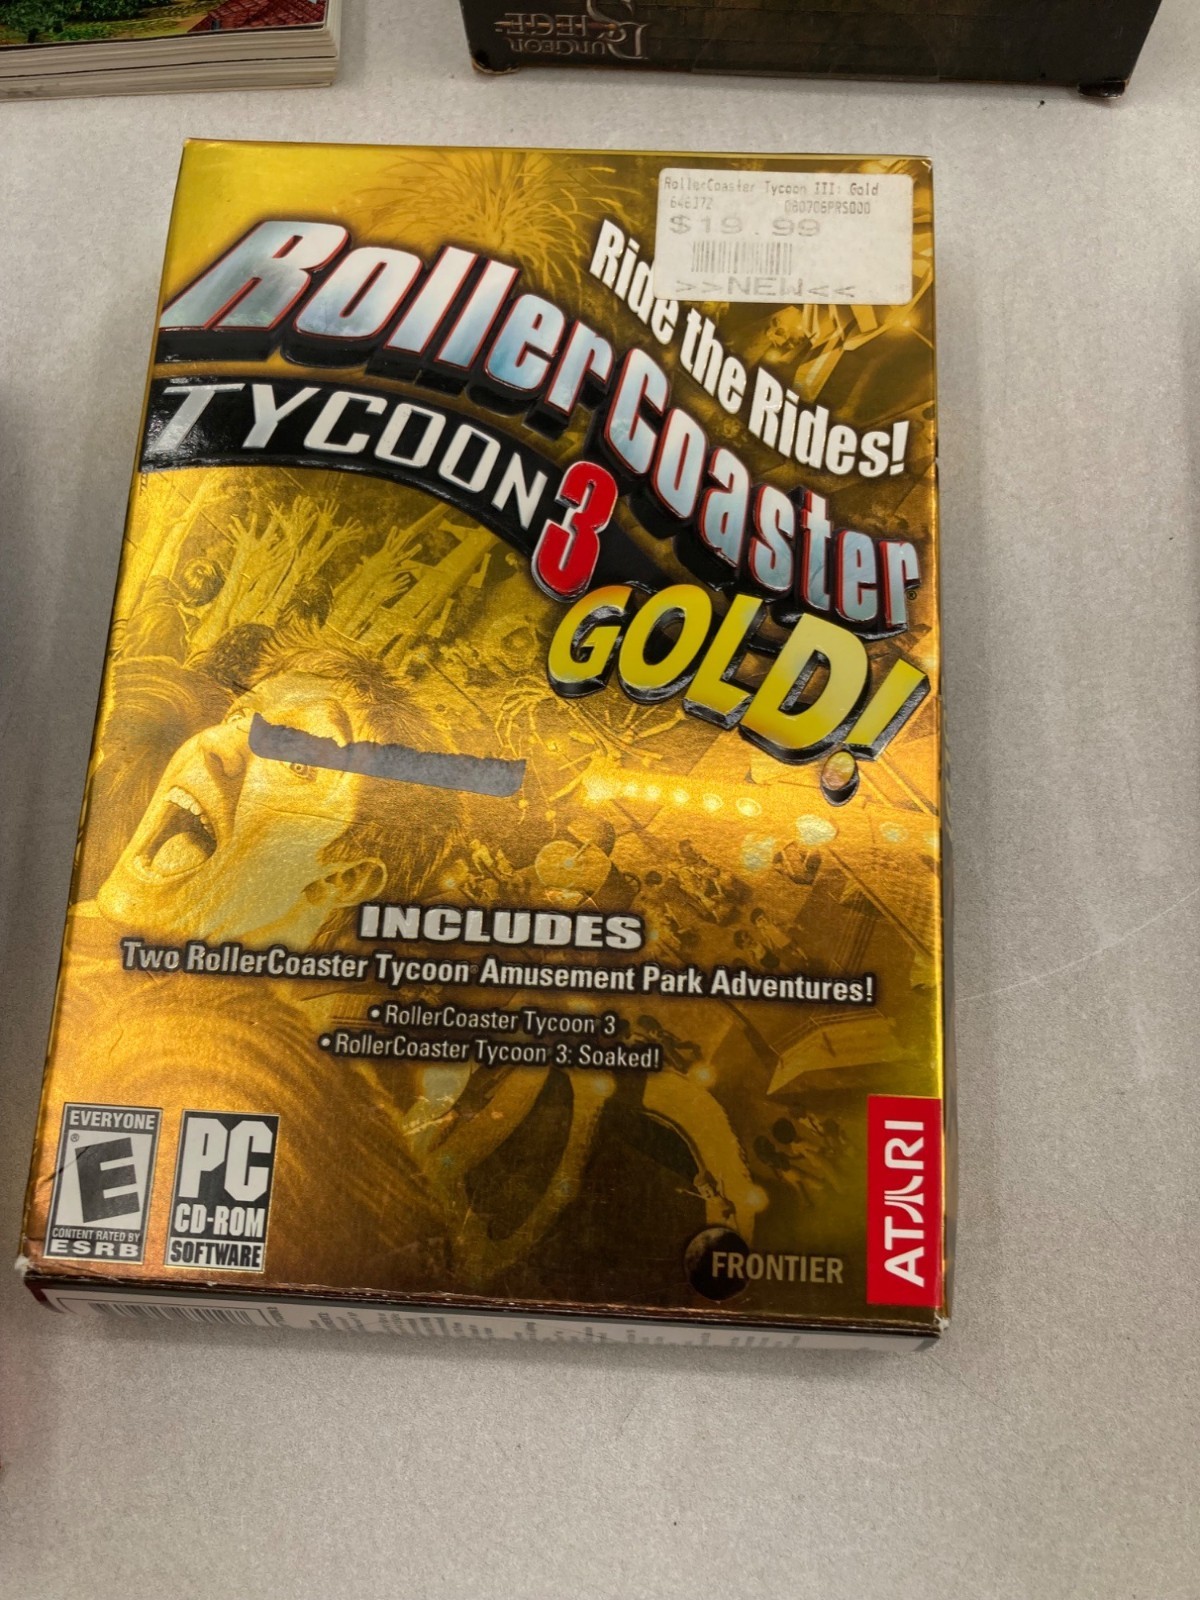 DUNGEON
SIEGE
RollerCoaster Tycoon III: Gold
646372 080706PRS000
$19.99
>>NEW<<
Ride the Rides!
RollerCoaster
TYCOON 3
GOLD!
INCLUDES
Two RollerCoaster Tycoon Amusement Park Adventures!
• RollerCoaster Tycoon 3
• RollerCoaster Tycoon 3: Soaked!
EVERYONE
E
CONTENT RATED BY
ESRB
PC
CD-ROM
SOFTWARE
FRONTIER
ATARI